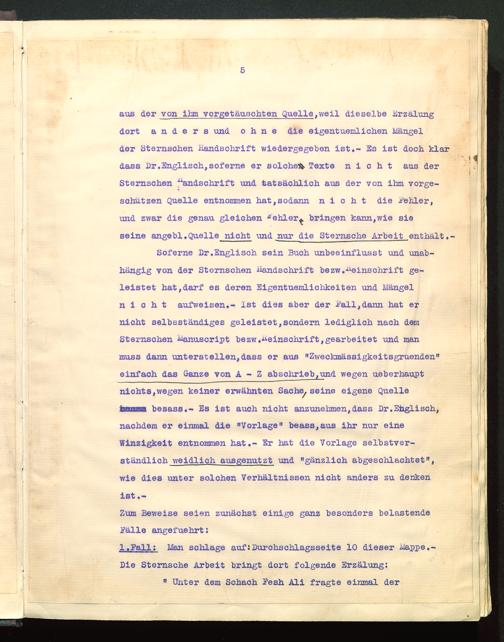 5
aus der von ihm vorgetäuschten Quelle,weil dieselbe Erzälung
dort a n d e r s und o h n e die eigentuemlichen Mängel
der Sternschen Handschrift wiedergegeben ist.- Es ist doch klar
dass Dr.Englisch,soferne er solche Texte n i c h t aus der
Sternschen Handschrift und tatsächlich aus der von ihm vorge-
schützen Quelle entnommen hat,sodann n i c h t die Fehler,
und zwar die genau gleichen Fehler, bringen kann,wie sie
seine angebl.Quelle nicht und nur die Sternsche Arbeit enthält.-
Soferne Dr.Englisch sein Buch unbeeinflusst und unab-
hängig von der Sternschen Handschrift bezw.Reinschrift ge-
leistet hat,darf es deren Eigentuemlichkeiten und Mängel
n i c h t aufweisen.- Ist dies aber der Fall,dann hat er
nicht selbseständiges geleistet,sondern lediglich nach dem
Sternschen Manuscript bezw.Reinschrift,gearbeitet und man
muss dann unterstellen,dass er aus "Zweckmässigkeitsgruenden"
einfach das Ganze von A - Z abschrieb,und wegen ueberhaupt
nichts,wegen keiner erwähnten Sache, seine eigene Quelle
besass.- Es ist auch nicht anzunehmen,dass Dr.Englisch,
nachdem er einmal die "Vorlage" beass,aus ihr nur eine
Winzigkeit entnommen hat.- Er hat die Vorlage selbstver-
ständlich weidlich ausgenutzt und "gänzlich abgeschlachtet",
wie dies unter solchen Verhältnissen nicht anders zu denken
ist.-
Zum Beweise seien zunächst einige ganz besonders belastende
Fälle angefuehrt:
1.Fall: Man schlage auf:Durchschlagseite 10 dieser Mappe.-
Die Sternsche Arbeit bringt dort folgende Erzälung:
" Unter dem Schach Fesh Ali fragte einmal der